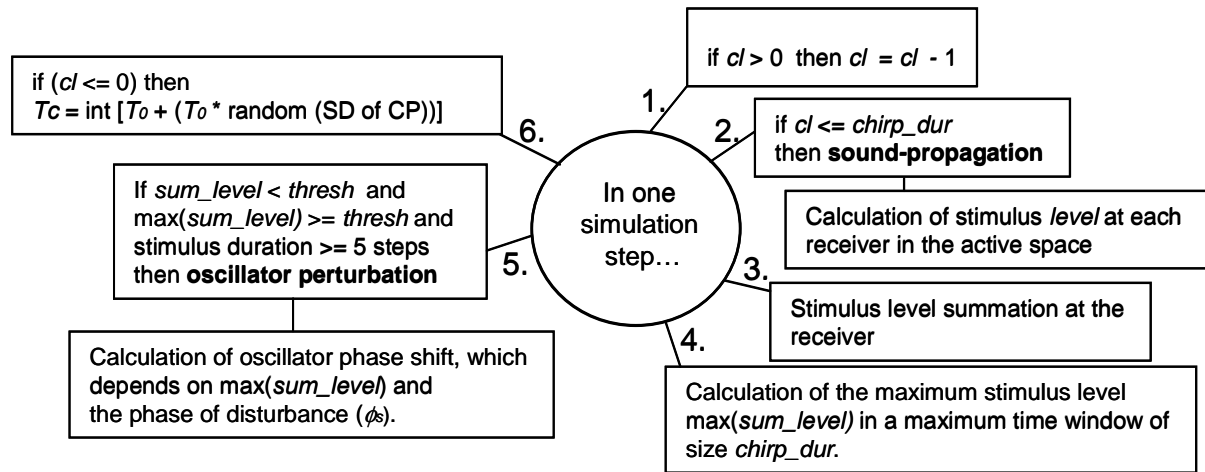 if cl > 0 then cl = cl - 1
1.
if (cl <= 0) then
Tc = int [T0 + (T0 * random (SD of CP))]
6.
2.
if cl <= chirp_dur
then sound-propagation
Calculation of stimulus level at each
receiver in the active space
In one
simulation
step…
If sum_level < thresh and
max(sum_level) >= thresh and
stimulus duration >= 5 steps
then oscillator perturbation
5.
3.
Stimulus level summation at the
receiver
4.
Calculation of the maximum stimulus level
max(sum_level) in a maximum time window of
size chirp_dur.
Calculation of oscillator phase shift, which
depends on max(sum_level) and
the phase of disturbance (ϕs).